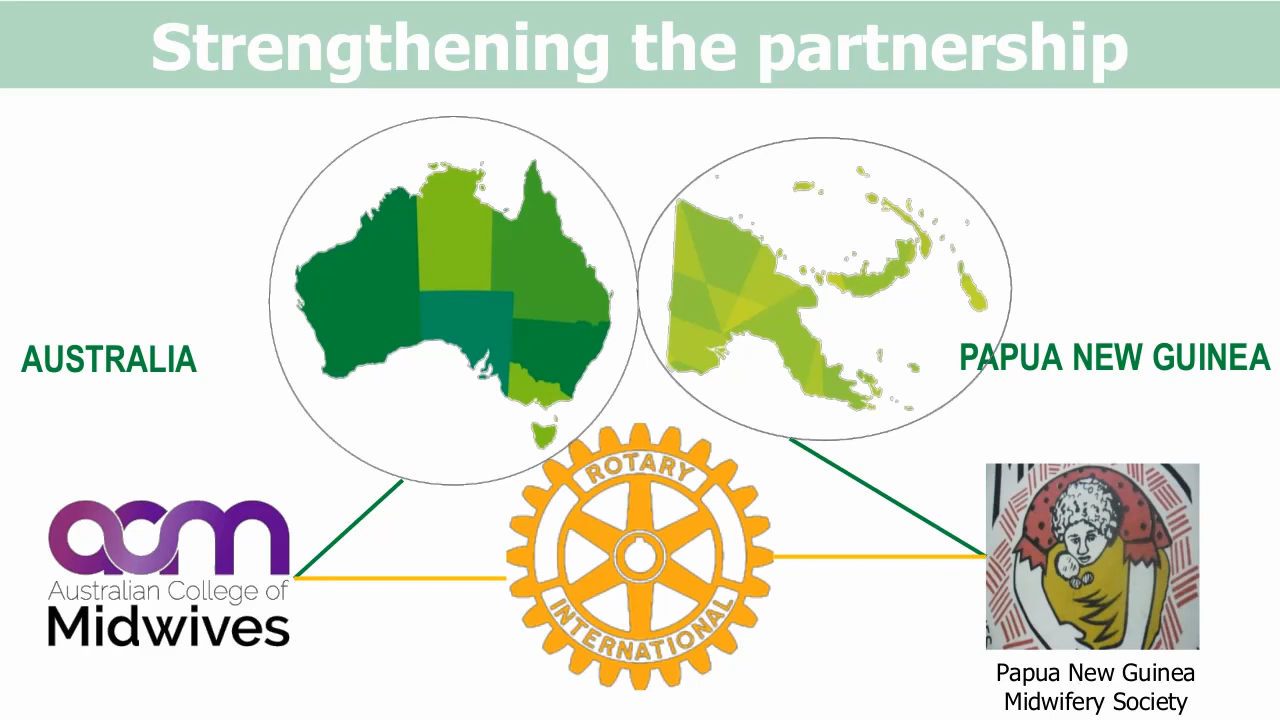 Strengthening the partnership
AUSTRALIA
PAPUA NEW GUINEA
ROTARY
INTERNATIONAL
acm
Australian College of
Midwives
Papua New Guinea
Midwifery Society